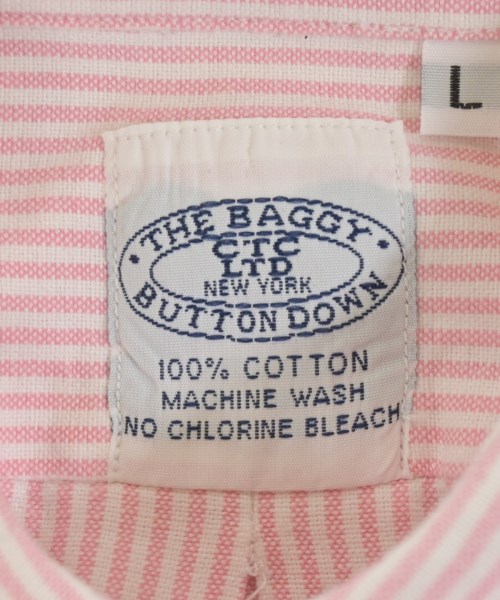 L
THE BAGGY
CTC
LTD
NEW YORK
BUTTON DOWN
100% COTTON
MACHINE WASH
NO CHLORINE BLEACH